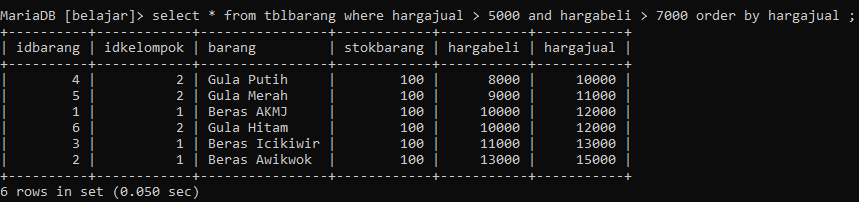 MariaDB [belajar]> select * from tblbarang where hargajual > 5000 and hargabeli > 7000 order by hargajual ;
+----------+------------+----------------+------------+-----------+-----------+
| idbarang | idkelompok | barang         | stokbarang | hargabeli | hargajual |
+----------+------------+----------------+------------+-----------+-----------+
|        4 |          2 | Gula Putih     |        100 |      8000 |     10000 |
|        5 |          2 | Gula Merah     |        100 |      9000 |     11000 |
|        1 |          1 | Beras AKMJ     |        100 |     10000 |     12000 |
|        6 |          2 | Gula Hitam     |        100 |     10000 |     12000 |
|        3 |          1 | Beras Icikiwir |        100 |     11000 |     13000 |
|        2 |          1 | Beras Awikwok  |        100 |     13000 |     15000 |
+----------+------------+----------------+------------+-----------+-----------+
6 rows in set (0.050 sec)